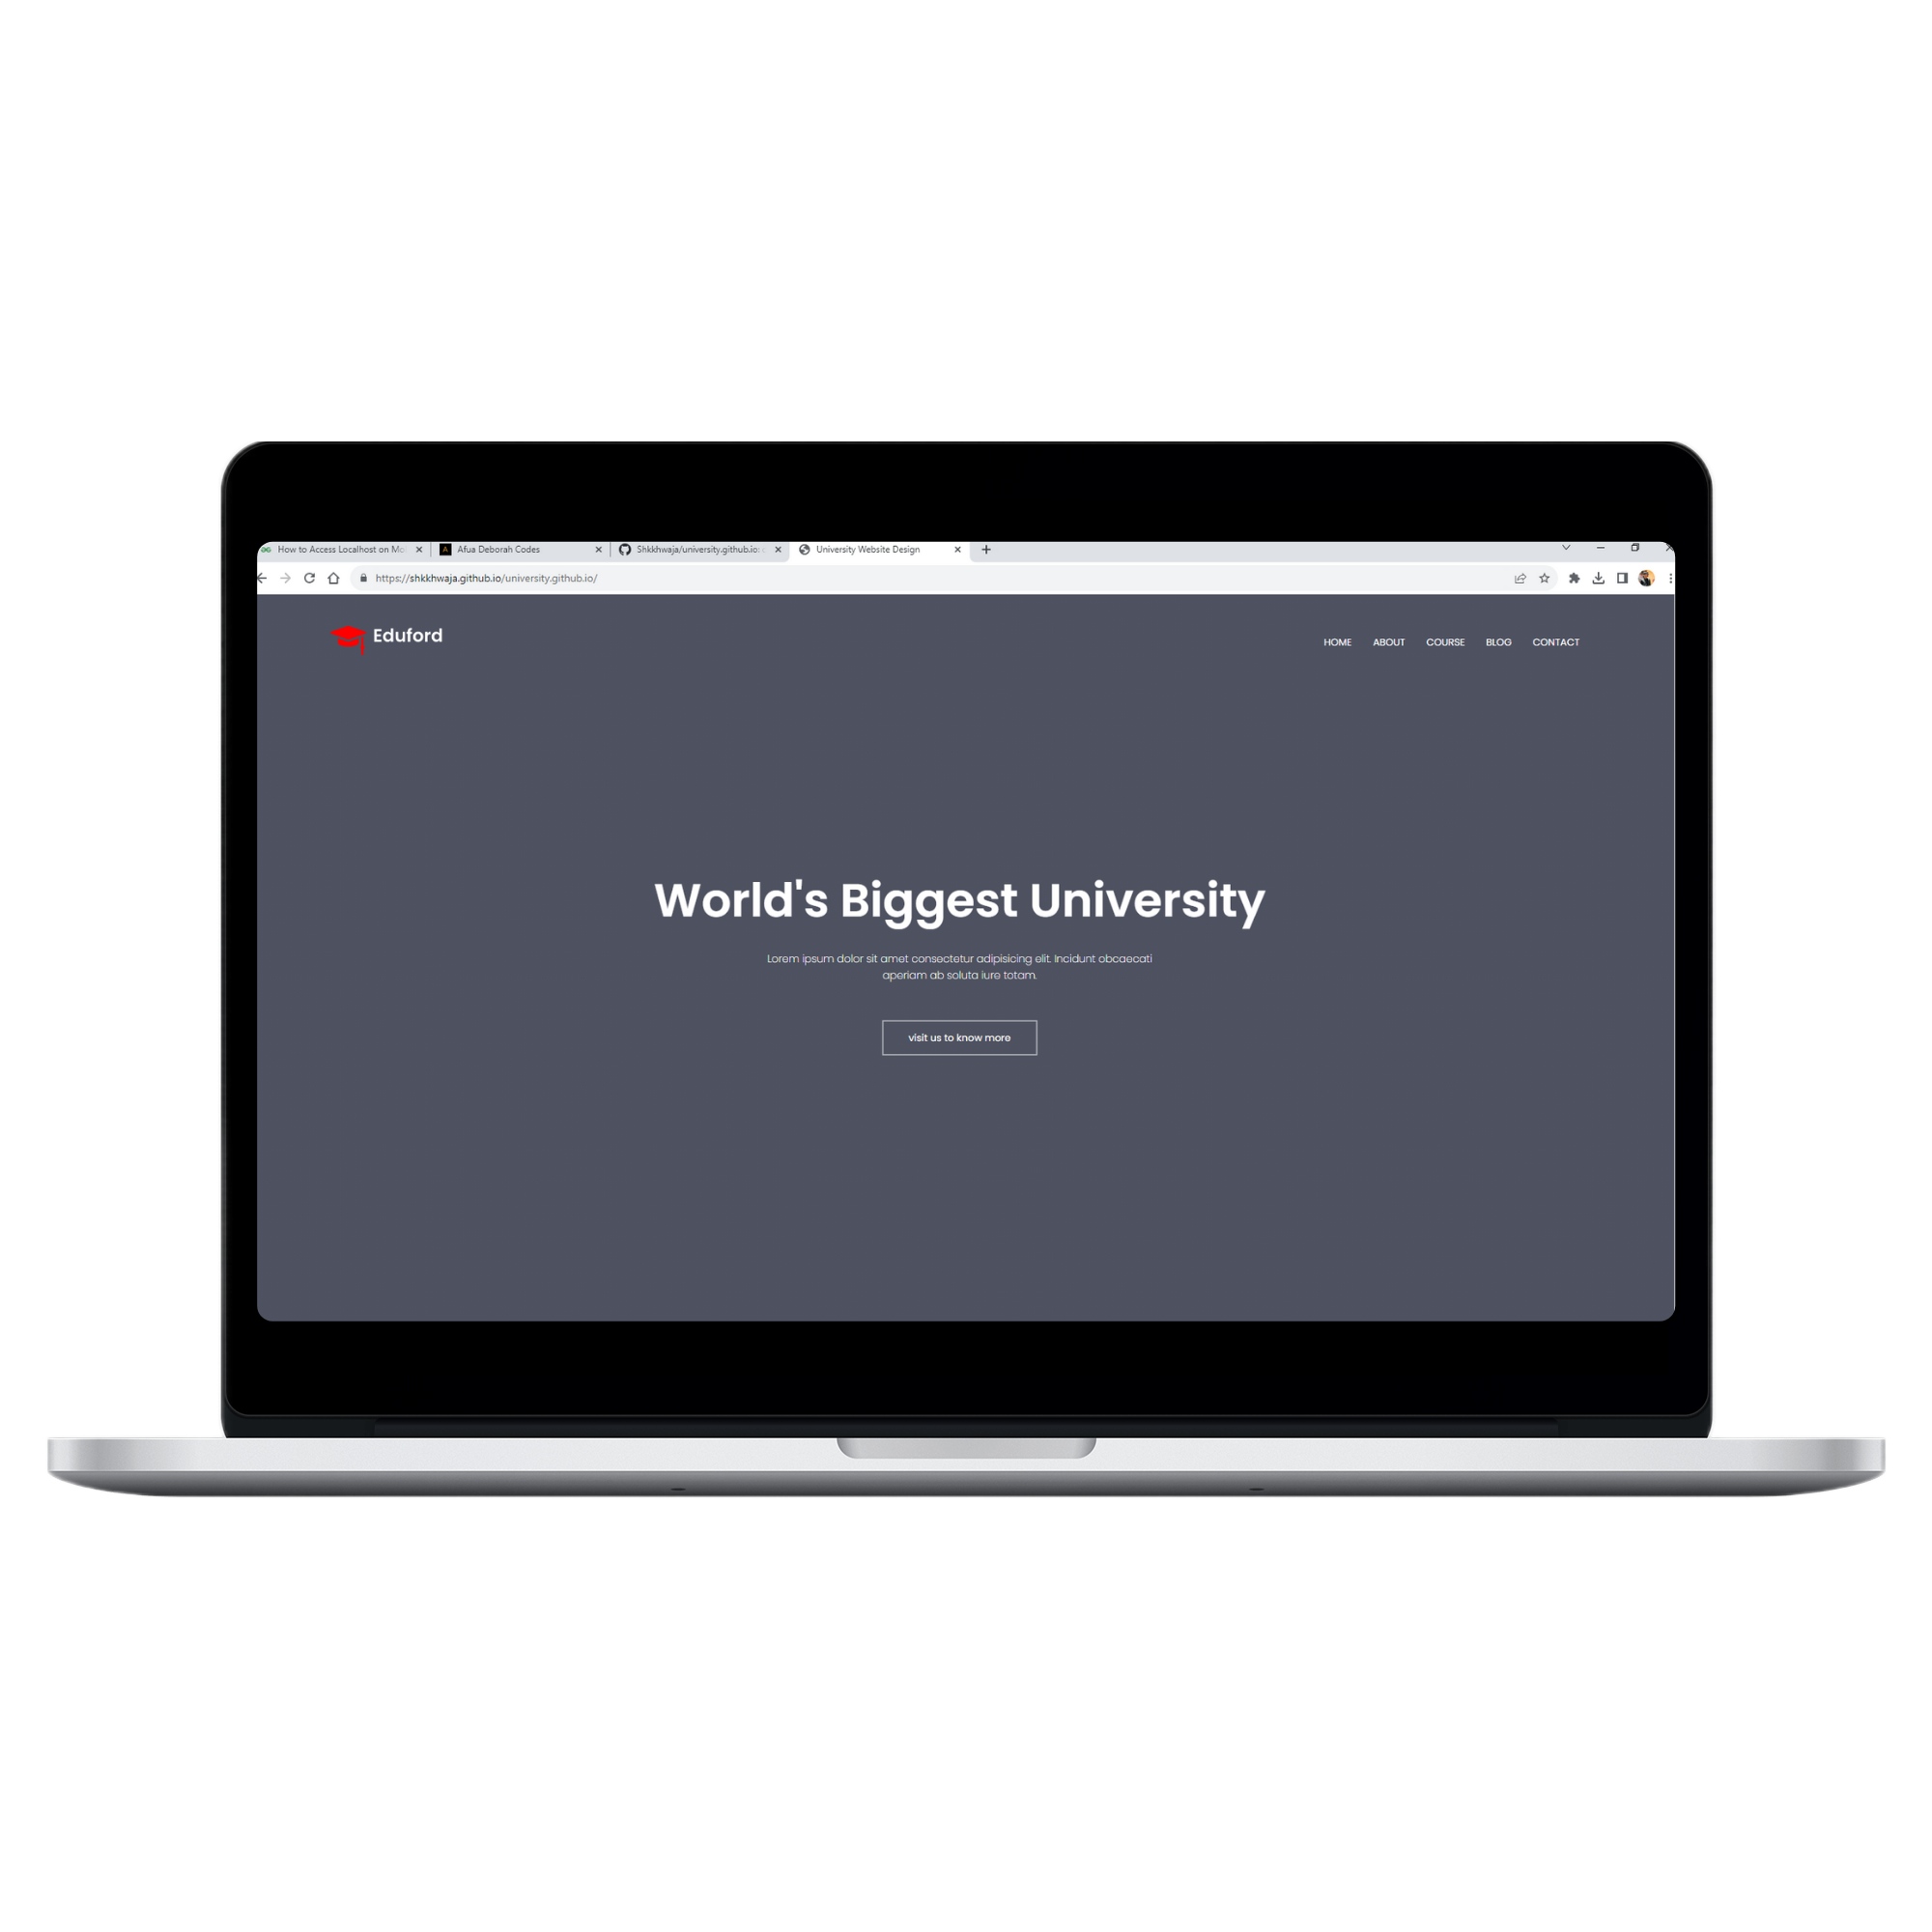 How to Access Localhost on Mo
Afua Deborah Codes
Shkkhwaja/university.github.io:
University Website Design
https://shkkhwaja.github.io/university.github.io/
Eduford
HOME ABOUT COURSE BLOG CONTACT
World's Biggest University
Lorem ipsum dolor sit amet consectetur adipisicing elit. Incidunt obcaecati
aperiam ab soluta iure totam.
visit us to know more